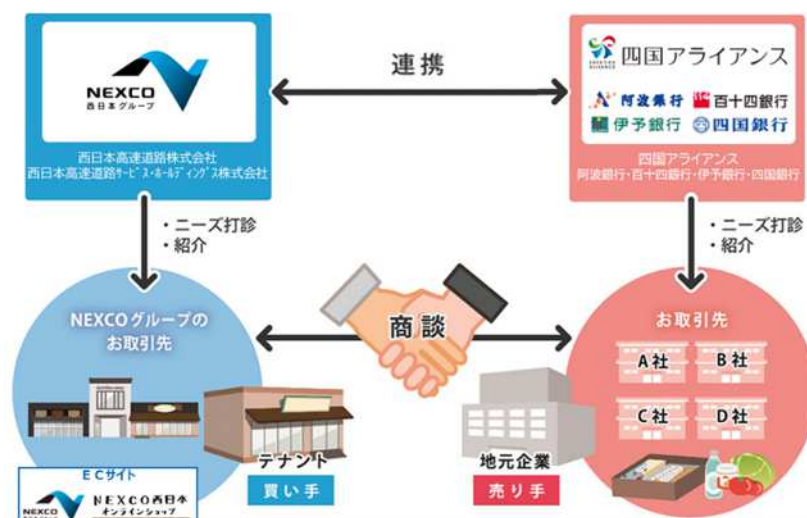 NEXCO
西日本グループ
西日本高速道路株式会社
西日本高速道路サービス・ホールディングス株式会社
連携
SHIKOKU ALLIANCE
四国アライアンス
阿波銀行
百十四銀行
伊予銀行
四国銀行
四国アライアンス
阿波銀行・百十四銀行・伊予銀行・四国銀行
・ニーズ打診
・紹介
・ニーズ打診
・紹介
NEXCOグループの
お取引先
商談
お取引先
A社
B社
C社
D社
テナント
買い手
地元企業
売り手
ECサイト
NEXCO
NEXCO西日本
オンラインショップ